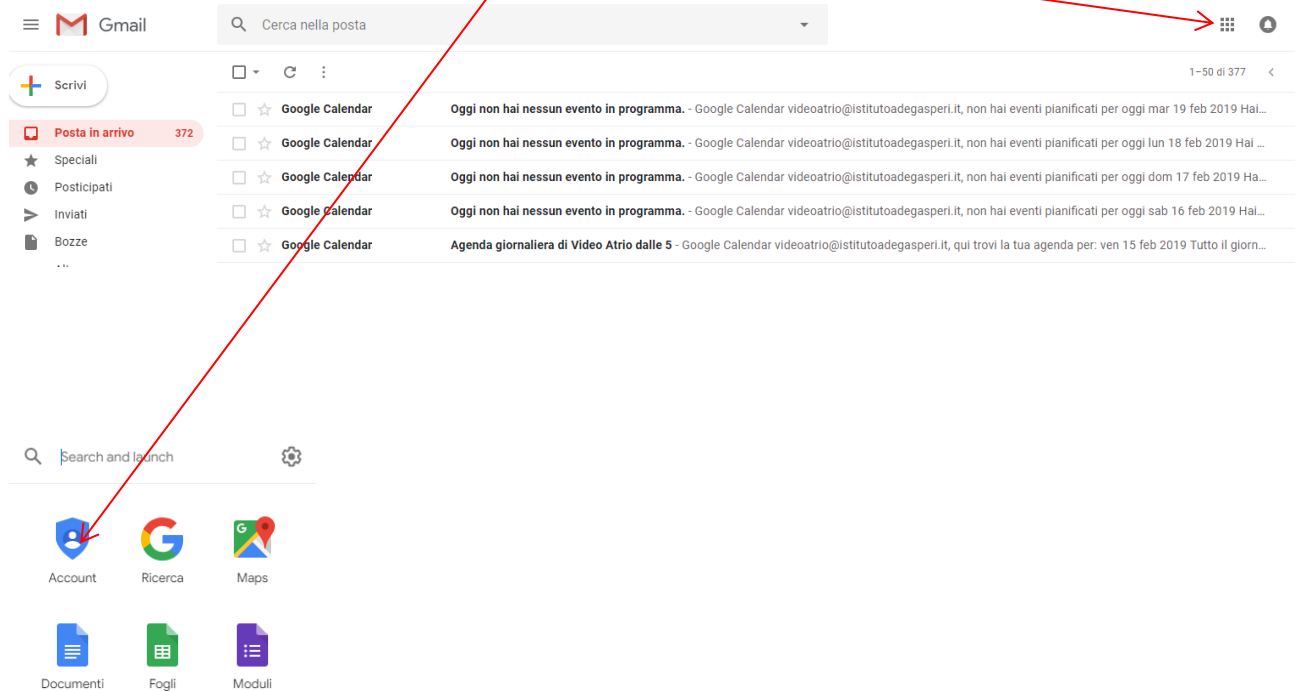 Gmail
Cerca nella posta
Scrivi
1–50 di 377
Posta in arrivo 372
Speciali
Posticipati
Inviati
Bozze
Google Calendar Oggi non hai nessun evento in programma. - Google Calendar videoatrio@istitutoadegasperi.it, non hai eventi pianificati per oggi mar 19 feb 2019 Hai...
Google Calendar Oggi non hai nessun evento in programma. - Google Calendar videoatrio@istitutoadegasperi.it, non hai eventi pianificati per oggi lun 18 feb 2019 Hai ...
Google Calendar Oggi non hai nessun evento in programma. - Google Calendar videoatrio@istitutoadegasperi.it, non hai eventi pianificati per oggi dom 17 feb 2019 Ha...
Google Calendar Oggi non hai nessun evento in programma. - Google Calendar videoatrio@istitutoadegasperi.it, non hai eventi pianificati per oggi sab 16 feb 2019 Hai...
Google Calendar Agenda giornaliera di Video Atrio dalle 5 - Google Calendar videoatrio@istitutoadegasperi.it, qui trovi la tua agenda per: ven 15 feb 2019 Tutto il giorn...
Search and launch
Account Ricerca Maps
Documenti Fogli Moduli